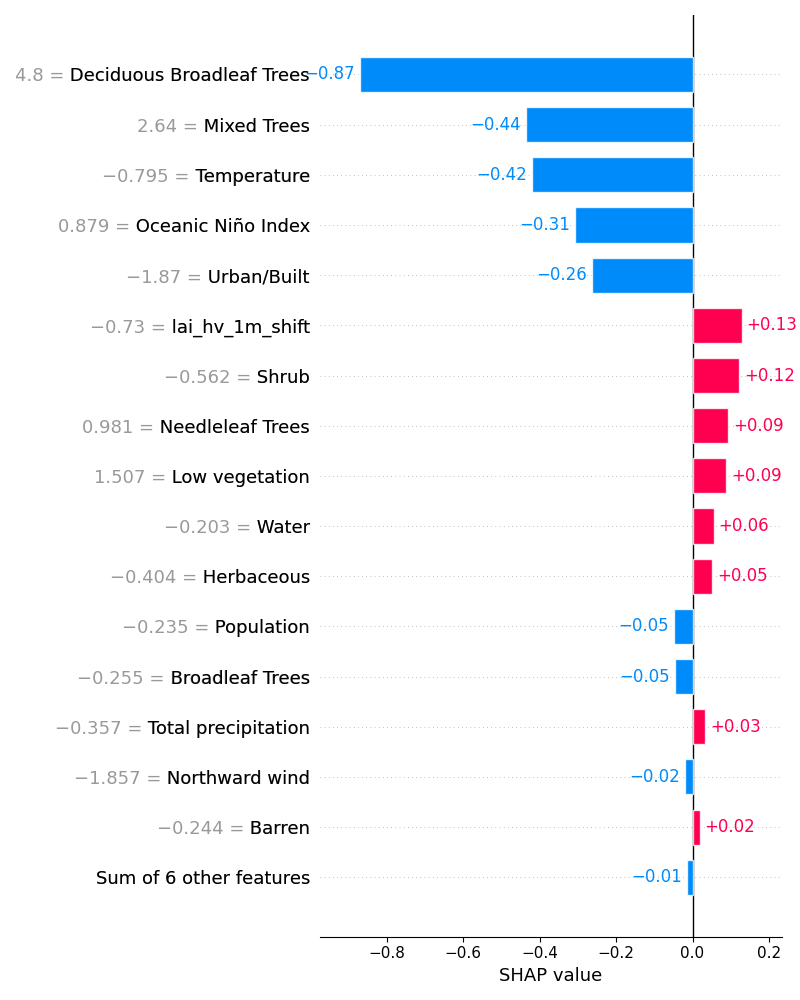 4.8 = Deciduous Broadleaf Trees −0.87
2.64 = Mixed Trees −0.44
−0.795 = Temperature −0.42
0.879 = Oceanic Niño Index −0.31
−1.87 = Urban/Built −0.26
−0.73 = lai_hv_1m_shift +0.13
−0.562 = Shrub +0.12
0.981 = Needleleaf Trees +0.09
1.507 = Low vegetation +0.09
−0.203 = Water +0.06
−0.404 = Herbaceous +0.05
−0.235 = Population −0.05
−0.255 = Broadleaf Trees −0.05
−0.357 = Total precipitation +0.03
−1.857 = Northward wind −0.02
−0.244 = Barren +0.02
Sum of 6 other features −0.01
−0.8 −0.6 −0.4 −0.2 0.0 0.2
SHAP value